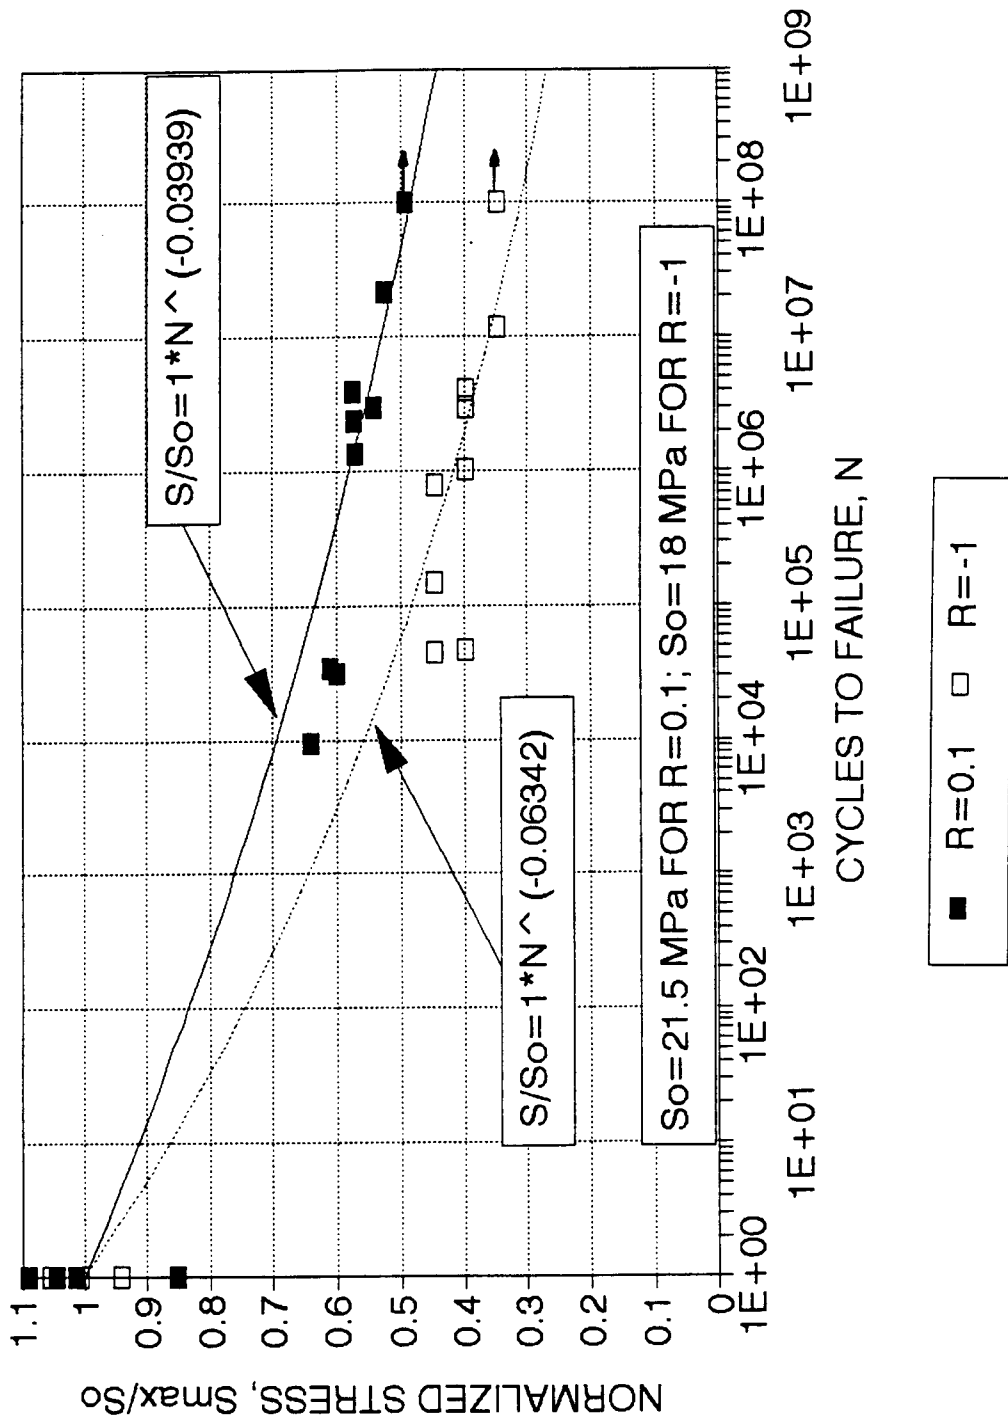 NORMALIZED STRESS, Smax/So
1.1
1
0.9
0.8
0.7
0.6
0.5
0.4
0.3
0.2
0.1
0
S/So=1*N^(-0.03939)
S/So=1*N^(-0.06342)
So=21.5 MPa FOR R=0.1; So=18 MPa FOR R=-1
1E+00
1E+01
1E+02
1E+03
1E+04
1E+05
1E+06
1E+07
1E+08
1E+09
CYCLES TO FAILURE, N
R=0.1 R=-1